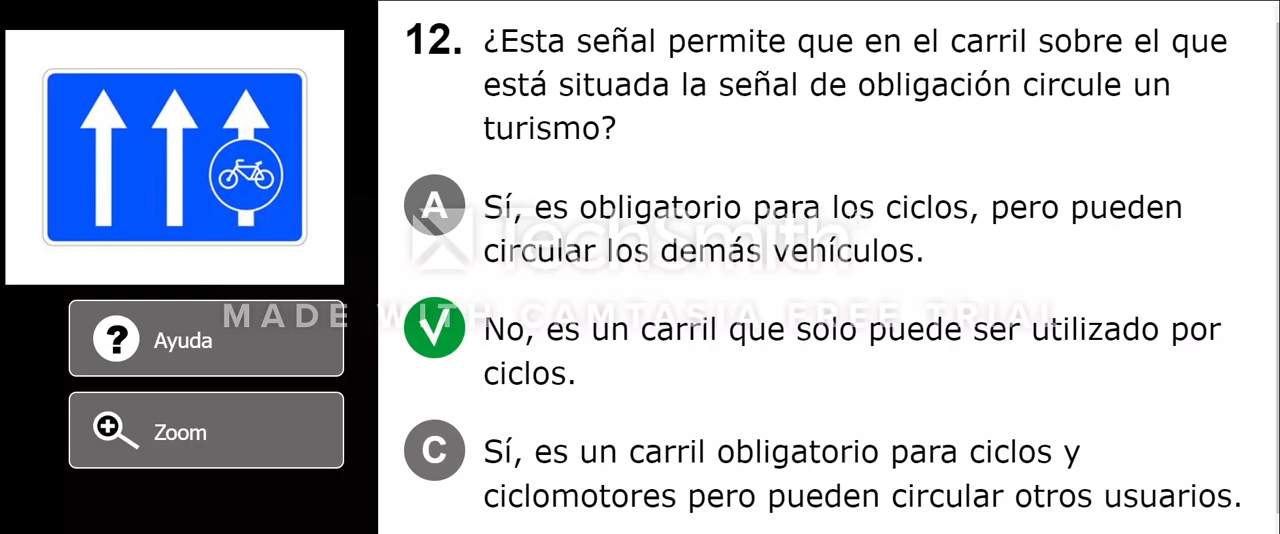 12. ¿Esta señal permite que en el carril sobre el que
está situada la señal de obligación circule un
turismo?
A Sí, es obligatorio para los ciclos, pero pueden
circular los demás vehículos.
TechSmith
MADE WITH CAMTASIA FREE TRIAL
No, es un carril que solo puede ser utilizado por
ciclos.
C Sí, es un carril obligatorio para ciclos y
ciclomotores pero pueden circular otros usuarios.
? Ayuda
Zoom